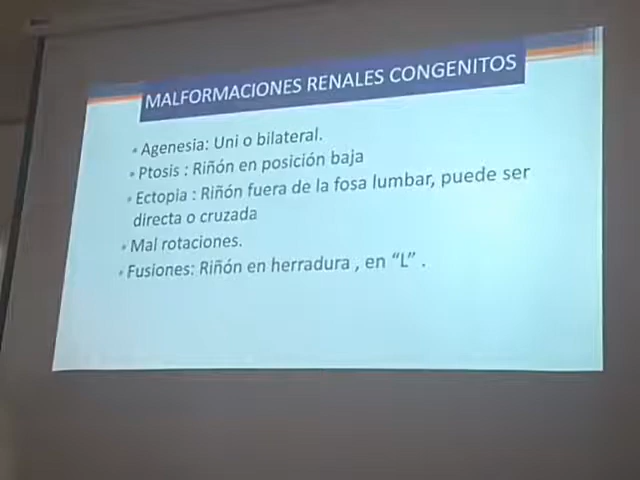 MALFORMACIONES RENALES CONGENITOS
• Agenesia: Uni o bilateral.
• Ptosis : Riñón en posición baja
• Ectopia : Riñón fuera de la fosa lumbar, puede ser
directa o cruzada
• Mal rotaciones.
• Fusiones: Riñón en herradura , en “L” .